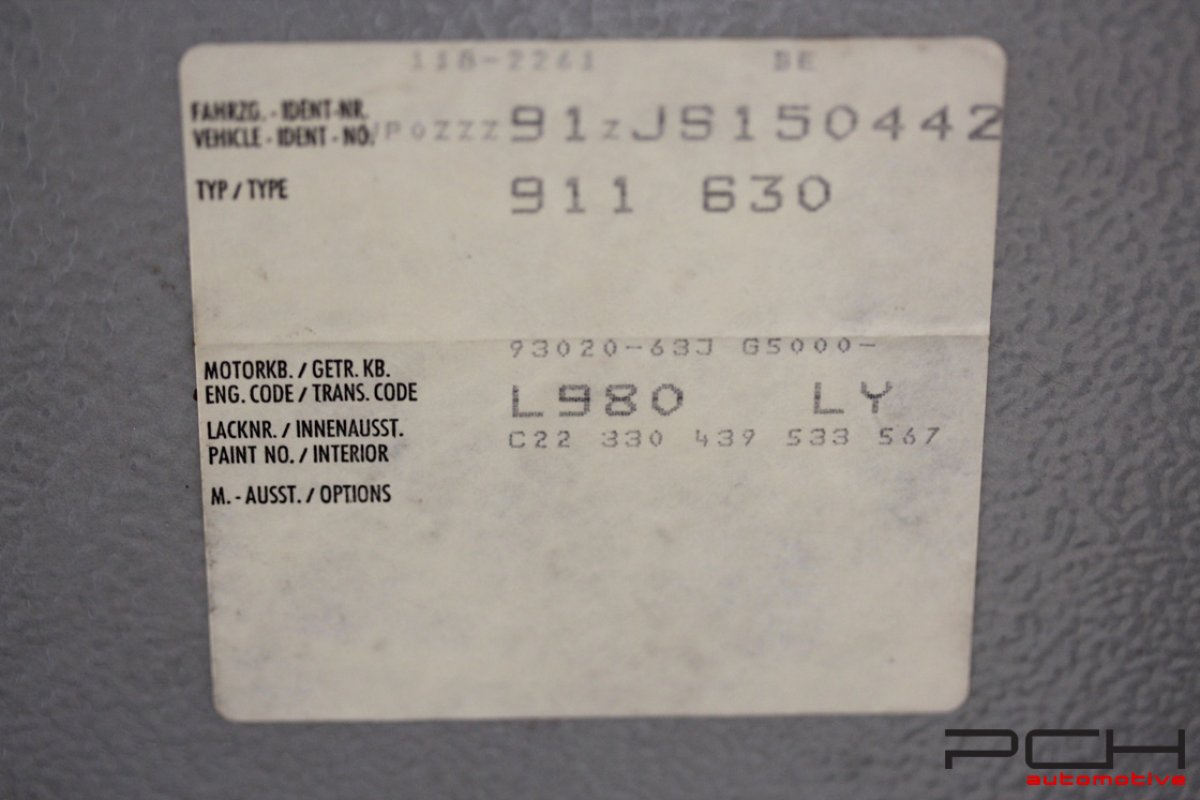 118-2261 BE
FAHRZG. - IDENT-NR.
VEHICLE - IDENT - NO. /POZZZ91ZJS150442
TYP / TYPE 911 630
93020-63J G5000-
MOTORKB. / GETR. KB.
ENG. CODE / TRANS. CODE L980 LY
LACKNR. / INNENAUSST. C22 330 439 533 567
PAINT NO. / INTERIOR
M. - AUSST. / OPTIONS
PCH
automotive